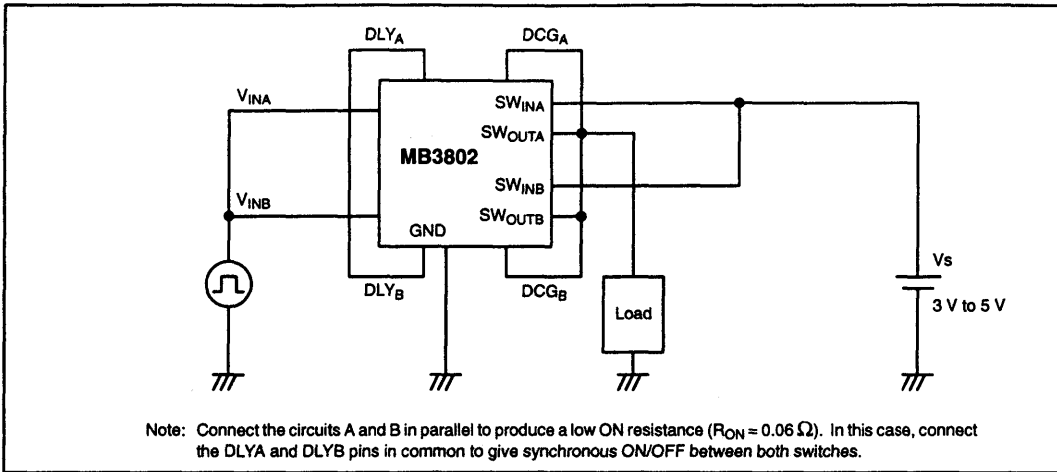 DLYA DCGA
VINA SWINA
SWOUTA
MB3802
SWINB
VINB SWOUTB
GND
DLYB DCGB
Vs
Load 3 V to 5 V
Note: Connect the circuits A and B in parallel to produce a low ON resistance (RON = 0.06 Ω). In this case, connect
the DLYA and DLYB pins in common to give synchronous ON/OFF between both switches.